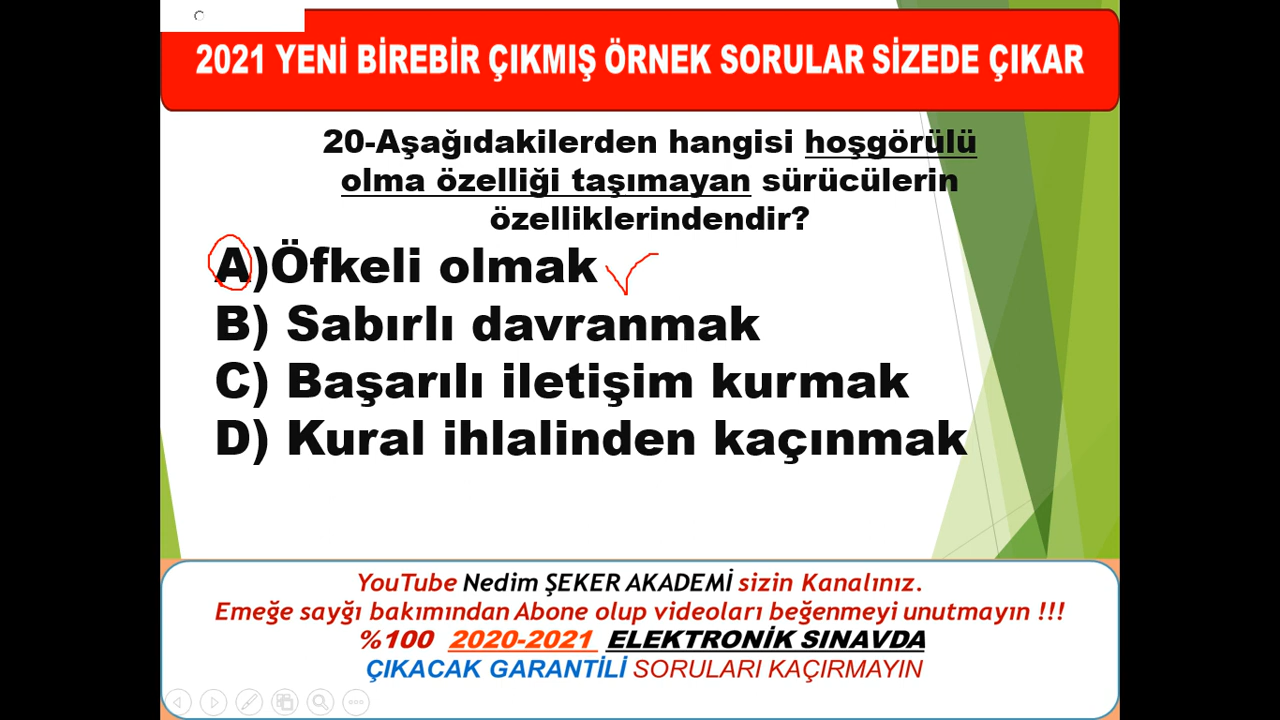 2021 YENİ BİREBİR ÇIKMIŞ ÖRNEK SORULAR SİZEDE ÇIKAR
20-Aşağıdakilerden hangisi hoşgörülü
olma özelliği taşımayan sürücülerin
özelliklerindendir?
A)Öfkeli olmak
B) Sabırlı davranmak
C) Başarılı iletişim kurmak
D) Kural ihlalinden kaçınmak
YouTube Nedim ŞEKER AKADEMİ sizin Kanalınız.
Emeğe sayğı bakımından Abone olup videoları beğenmeyi unutmayın !!!
%100 2020-2021 ELEKTRONİK SINAVDA
ÇIKACAK GARANTİLİ SORULARI KAÇIRMAYIN